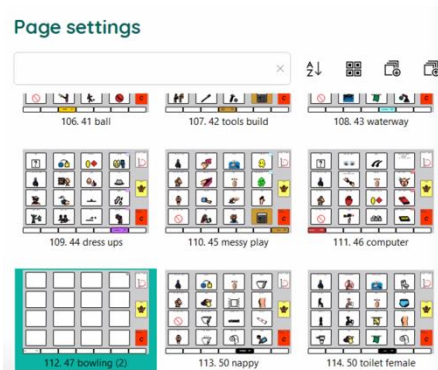 Page settings
106. 41 ball
107. 42 tools build
108. 43 waterway
109. 44 dress ups
110. 45 messy play
111. 46 computer
112. 47 bowling (2)
113. 50 nappy
114. 50 toilet female